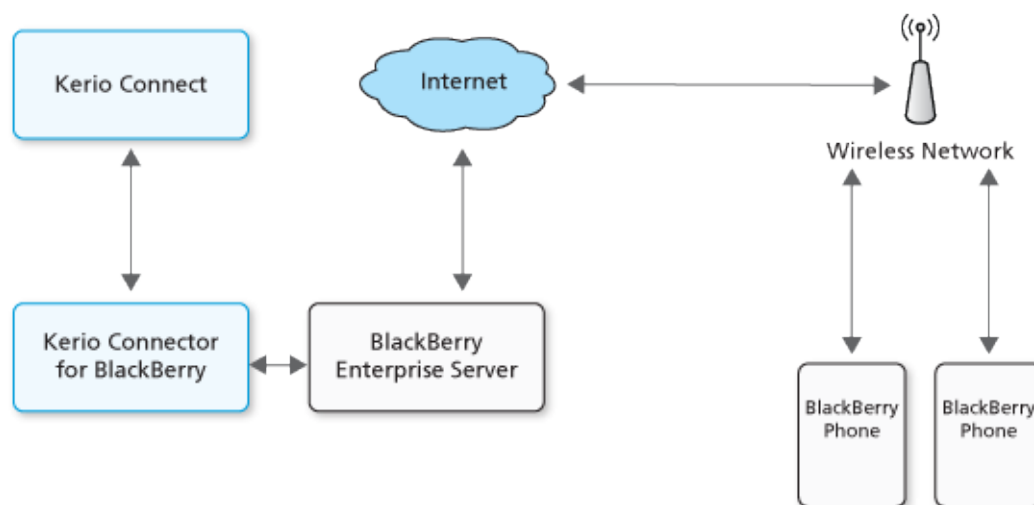 Kerio Connect
Internet
Wireless Network
Kerio Connector
for BlackBerry
BlackBerry
Enterprise Server
BlackBerry
Phone
BlackBerry
Phone